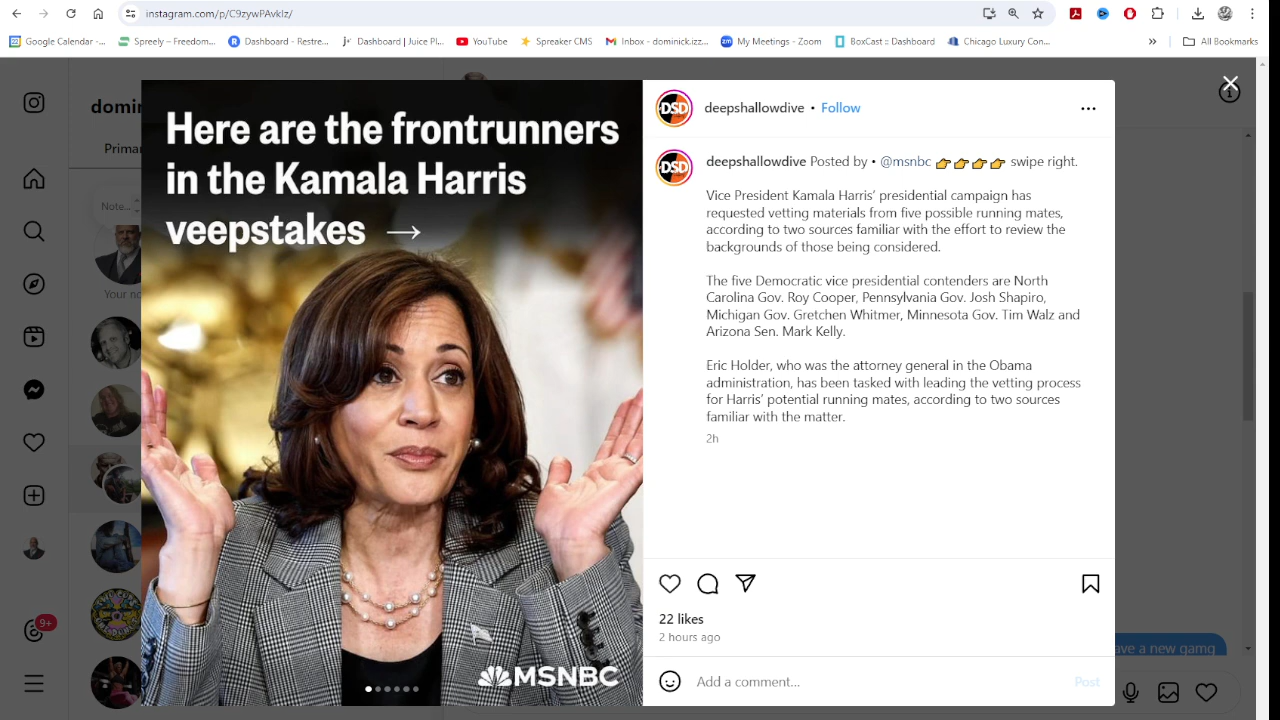 instagram.com/p/C9zywPAvklz/
Google Calendar -...
Spreely – Freedom...
Dashboard - Restre...
Dashboard | Juice Pl...
YouTube
Spreaker CMS
Inbox - dominick.izz...
My Meetings - Zoom
BoxCast :: Dashboard
Chicago Luxury Con...
All Bookmarks
domi
Primar
Note...
Your no
9+
Here are the frontrunners
in the Kamala Harris
veepstakes →
MSNBC
DSD
deepshallowdive • Follow
DSD
deepshallowdive Posted by • @msnbc 👉👉👉👉 swipe right.
Vice President Kamala Harris’ presidential campaign has
requested vetting materials from five possible running mates,
according to two sources familiar with the effort to review the
backgrounds of those being considered.
The five Democratic vice presidential contenders are North
Carolina Gov. Roy Cooper, Pennsylvania Gov. Josh Shapiro,
Michigan Gov. Gretchen Whitmer, Minnesota Gov. Tim Walz and
Arizona Sen. Mark Kelly.
Eric Holder, who was the attorney general in the Obama
administration, has been tasked with leading the vetting process
for Harris’ potential running mates, according to two sources
familiar with the matter.
2h
22 likes
2 hours ago
Add a comment...
Post
ave a new gamg